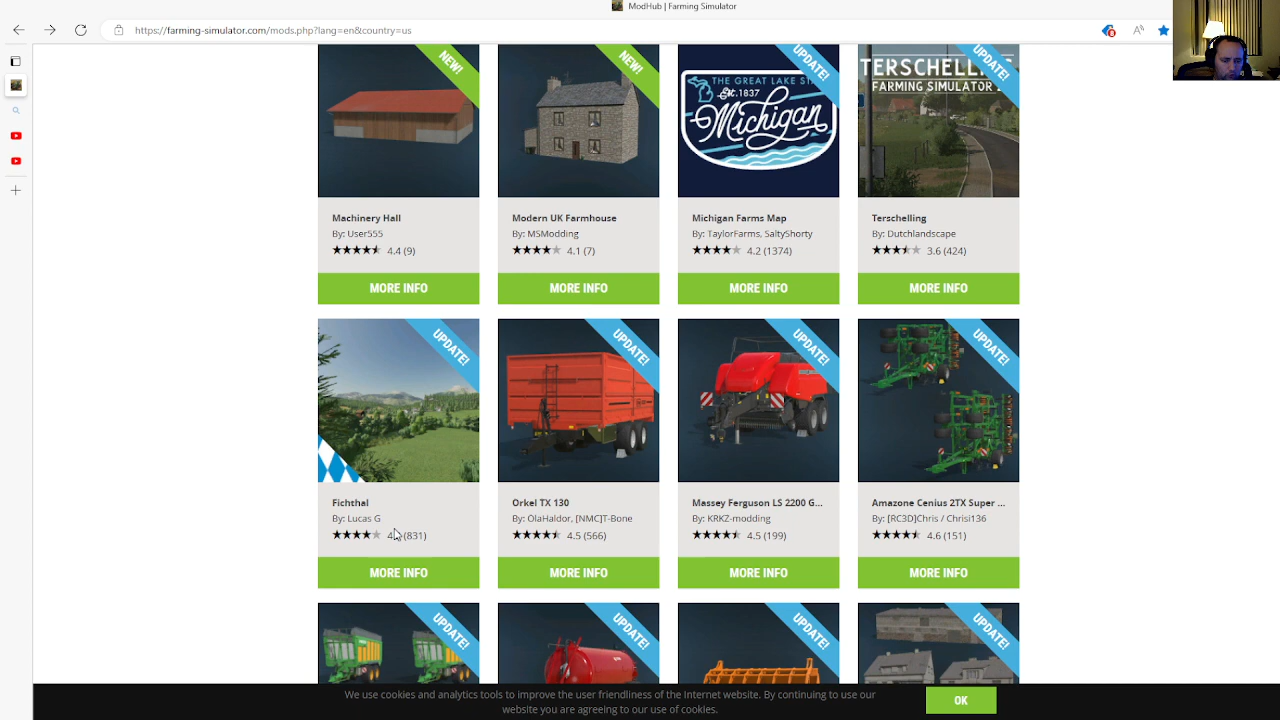 ModHub | Farming Simulator
https://farming-simulator.com/mods.php?lang=en&country=us
NEW!
NEW!
THE GREAT LAKE ST
EST. 1837
Michigan
UPDATE!
TERSCHELLING
FARMING SIMULATOR
UPDATE!
Machinery Hall
By: User555
4.4 (9)
MORE INFO
Modern UK Farmhouse
By: MSModding
4.1 (7)
MORE INFO
Michigan Farms Map
By: TaylorFarms, SaltyShorty
4.2 (1374)
MORE INFO
Terschelling
By: Dutchlandscape
3.6 (424)
MORE INFO
UPDATE!
UPDATE!
UPDATE!
UPDATE!
Fichthal
By: Lucas G
(831)
MORE INFO
Orkel TX 130
By: OlaHaldor, [NMC]T-Bone
4.5 (566)
MORE INFO
Massey Ferguson LS 2200 G...
By: KRKZ-modding
4.5 (199)
MORE INFO
Amazone Cenius 2TX Super ...
By: [RC3D]Chris / Chrisi136
4.6 (151)
MORE INFO
UPDATE!
UPDATE!
UPDATE!
UPDATE!
We use cookies and analytics tools to improve the user friendliness of the Internet website. By continuing to use our
website you are agreeing to our use of cookies.
OK